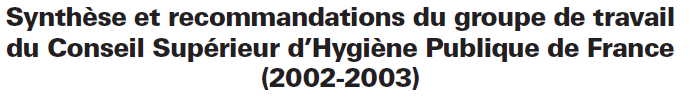 Synthèse et recommandations du groupe de travail
du Conseil Supérieur d’Hygiène Publique de France
(2002-2003)